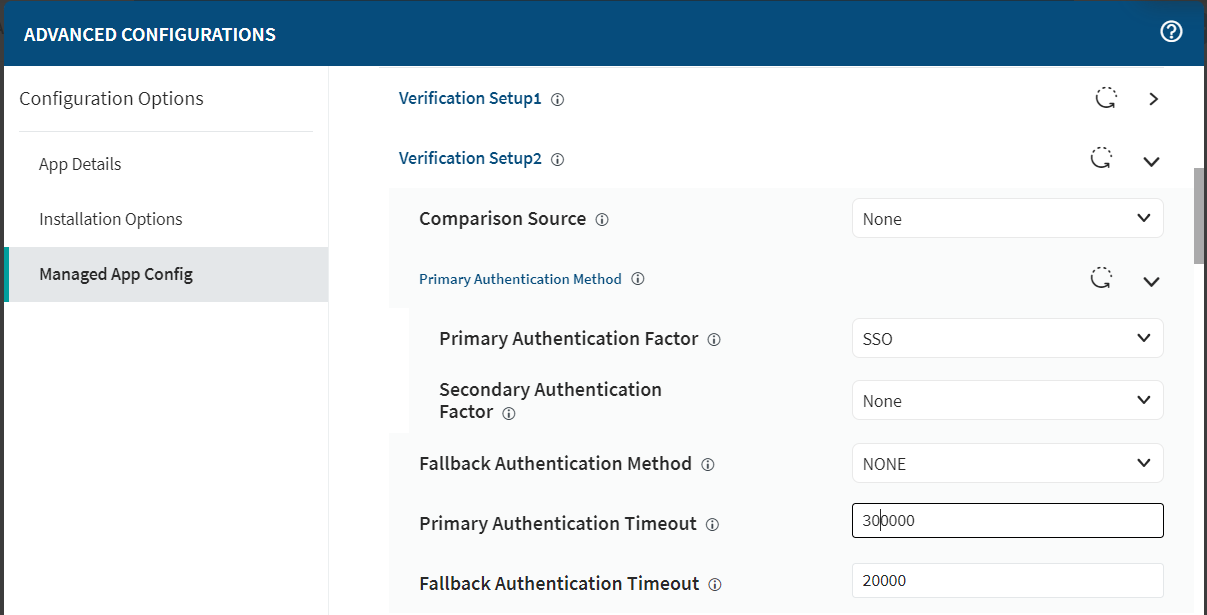 ADVANCED CONFIGURATIONS
Configuration Options
App Details
Installation Options
Managed App Config
Verification Setup1
Verification Setup2
Comparison Source
None
Primary Authentication Method
Primary Authentication Factor
SSO
Secondary Authentication
Factor
None
Fallback Authentication Method
NONE
Primary Authentication Timeout
300000
Fallback Authentication Timeout
20000